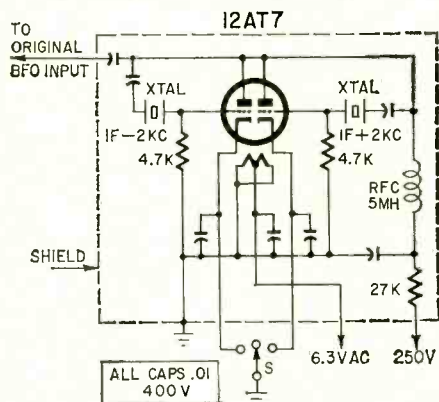 12AT7
TO
ORIGINAL
BFO INPUT
XTAL
XTAL
IF-2KC
IF+2KC
4.7K
4.7K
RFC
5MH
SHIELD
27K
S
6.3VAC
250V
ALL CAPS .01
400V